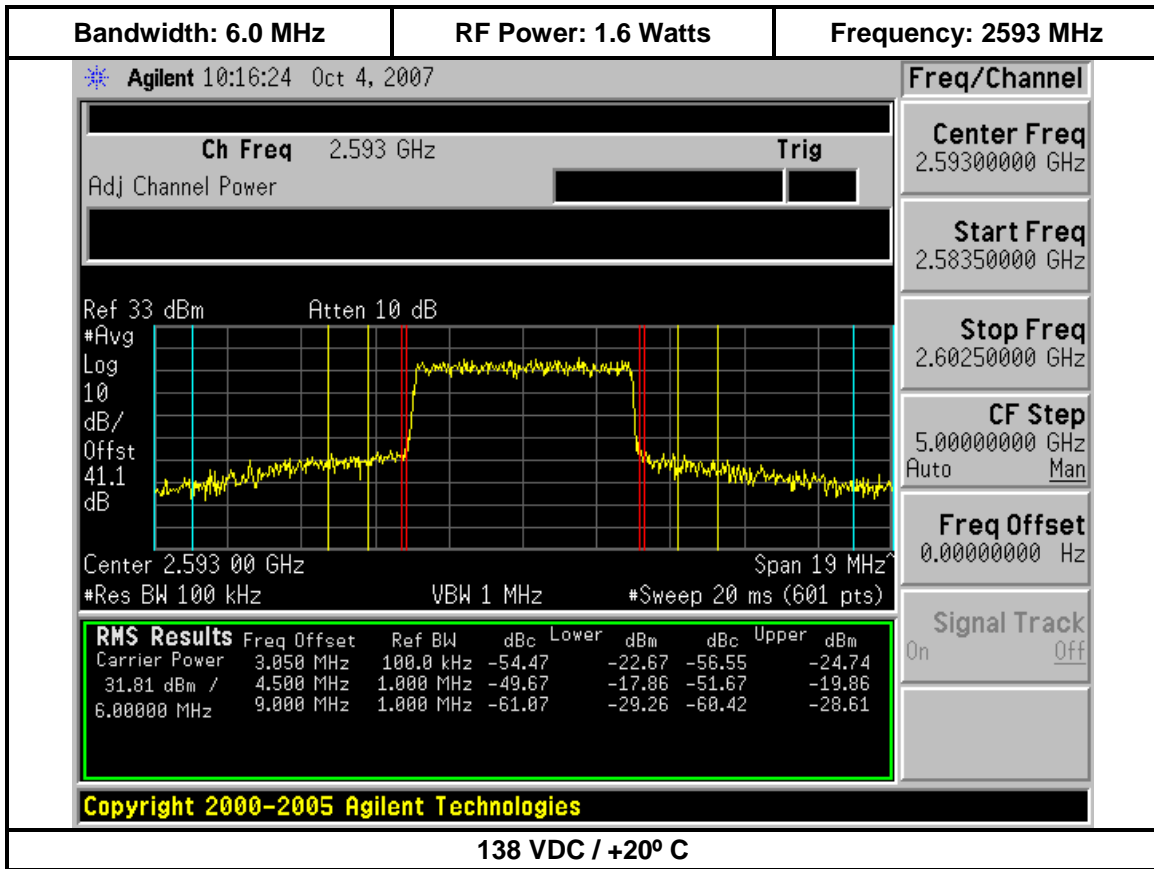 Bandwidth: 6.0 MHz RF Power: 1.6 Watts Frequency: 2593 MHz
Agilent 10:16:24 Oct 4, 2007
Freq/Channel
Ch Freq 2.593 GHz Trig
Adj Channel Power
Center Freq
2.59300000 GHz
Start Freq
2.58350000 GHz
Stop Freq
2.60250000 GHz
CF Step
5.00000000 GHz
Auto Man
Freq Offset
0.00000000 Hz
Signal Track
On Off
Ref 33 dBm Atten 10 dB
#Avg
Log
10
dB/
Offst
41.1
dB
Center 2.593 00 GHz Span 19 MHz^
#Res BW 100 kHz VBW 1 MHz #Sweep 20 ms (601 pts)
RMS Results Freq Offset Ref BW dBc Lower dBm dBc Upper dBm
Carrier Power 3.050 MHz 100.0 kHz -54.47 -22.67 -56.55 -24.74
31.81 dBm / 4.500 MHz 1.000 MHz -49.67 -17.86 -51.67 -19.86
6.00000 MHz 9.000 MHz 1.000 MHz -61.07 -29.26 -60.42 -28.61
Copyright 2000-2005 Agilent Technologies
138 VDC / +20º C